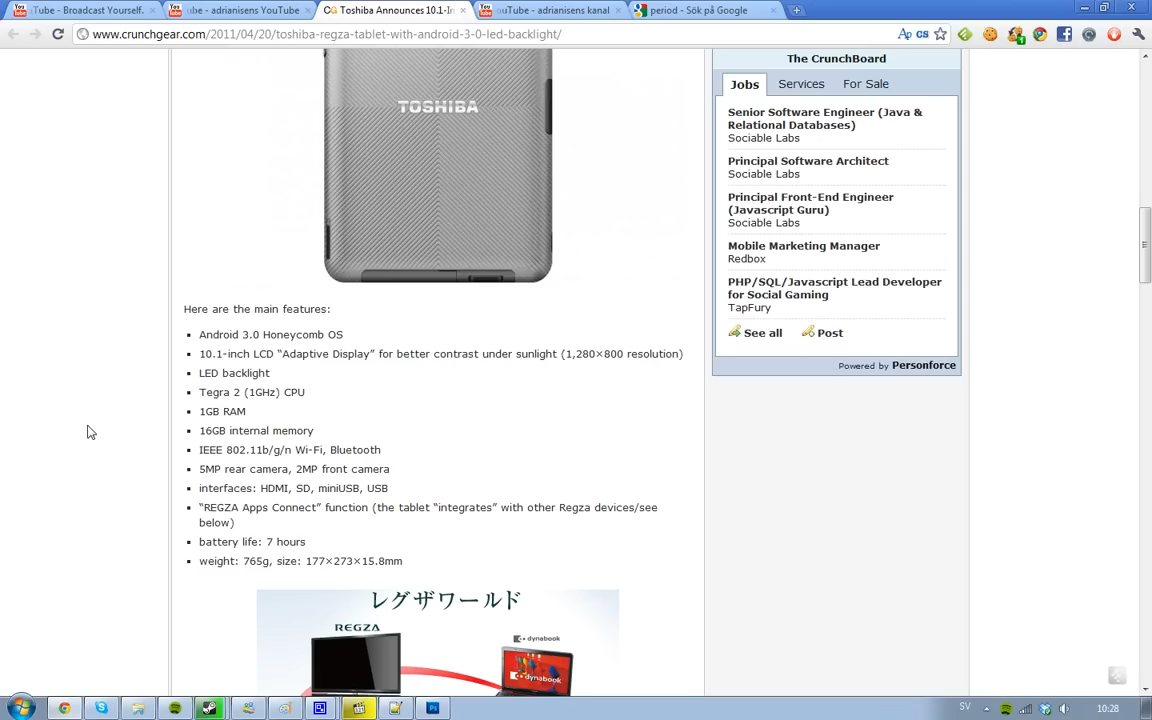 Tube - Broadcast Yourself.
ube - adrianisens YouTube
CG Toshiba Announces 10.1-In
ouTube - adrianisens kanal
period - Sök på Google
www.crunchgear.com/2011/04/20/toshiba-regza-tablet-with-android-3-0-led-backlight/
TOSHIBA
Here are the main features:
Android 3.0 Honeycomb OS
10.1-inch LCD “Adaptive Display” for better contrast under sunlight (1,280×800 resolution)
LED backlight
Tegra 2 (1GHz) CPU
1GB RAM
16GB internal memory
IEEE 802.11b/g/n Wi-Fi, Bluetooth
5MP rear camera, 2MP front camera
interfaces: HDMI, SD, miniUSB, USB
“REGZA Apps Connect” function (the tablet “integrates” with other Regza devices/see
below)
battery life: 7 hours
weight: 765g, size: 177×273×15.8mm
レグザワールド
REGZA
dynabook
dynabook
The CrunchBoard
Jobs Services For Sale
Senior Software Engineer (Java &
Relational Databases)
Sociable Labs
Principal Software Architect
Sociable Labs
Principal Front-End Engineer
(Javascript Guru)
Sociable Labs
Mobile Marketing Manager
Redbox
PHP/SQL/Javascript Lead Developer
for Social Gaming
TapFury
See all Post
Powered by Personforce
SV 10:28